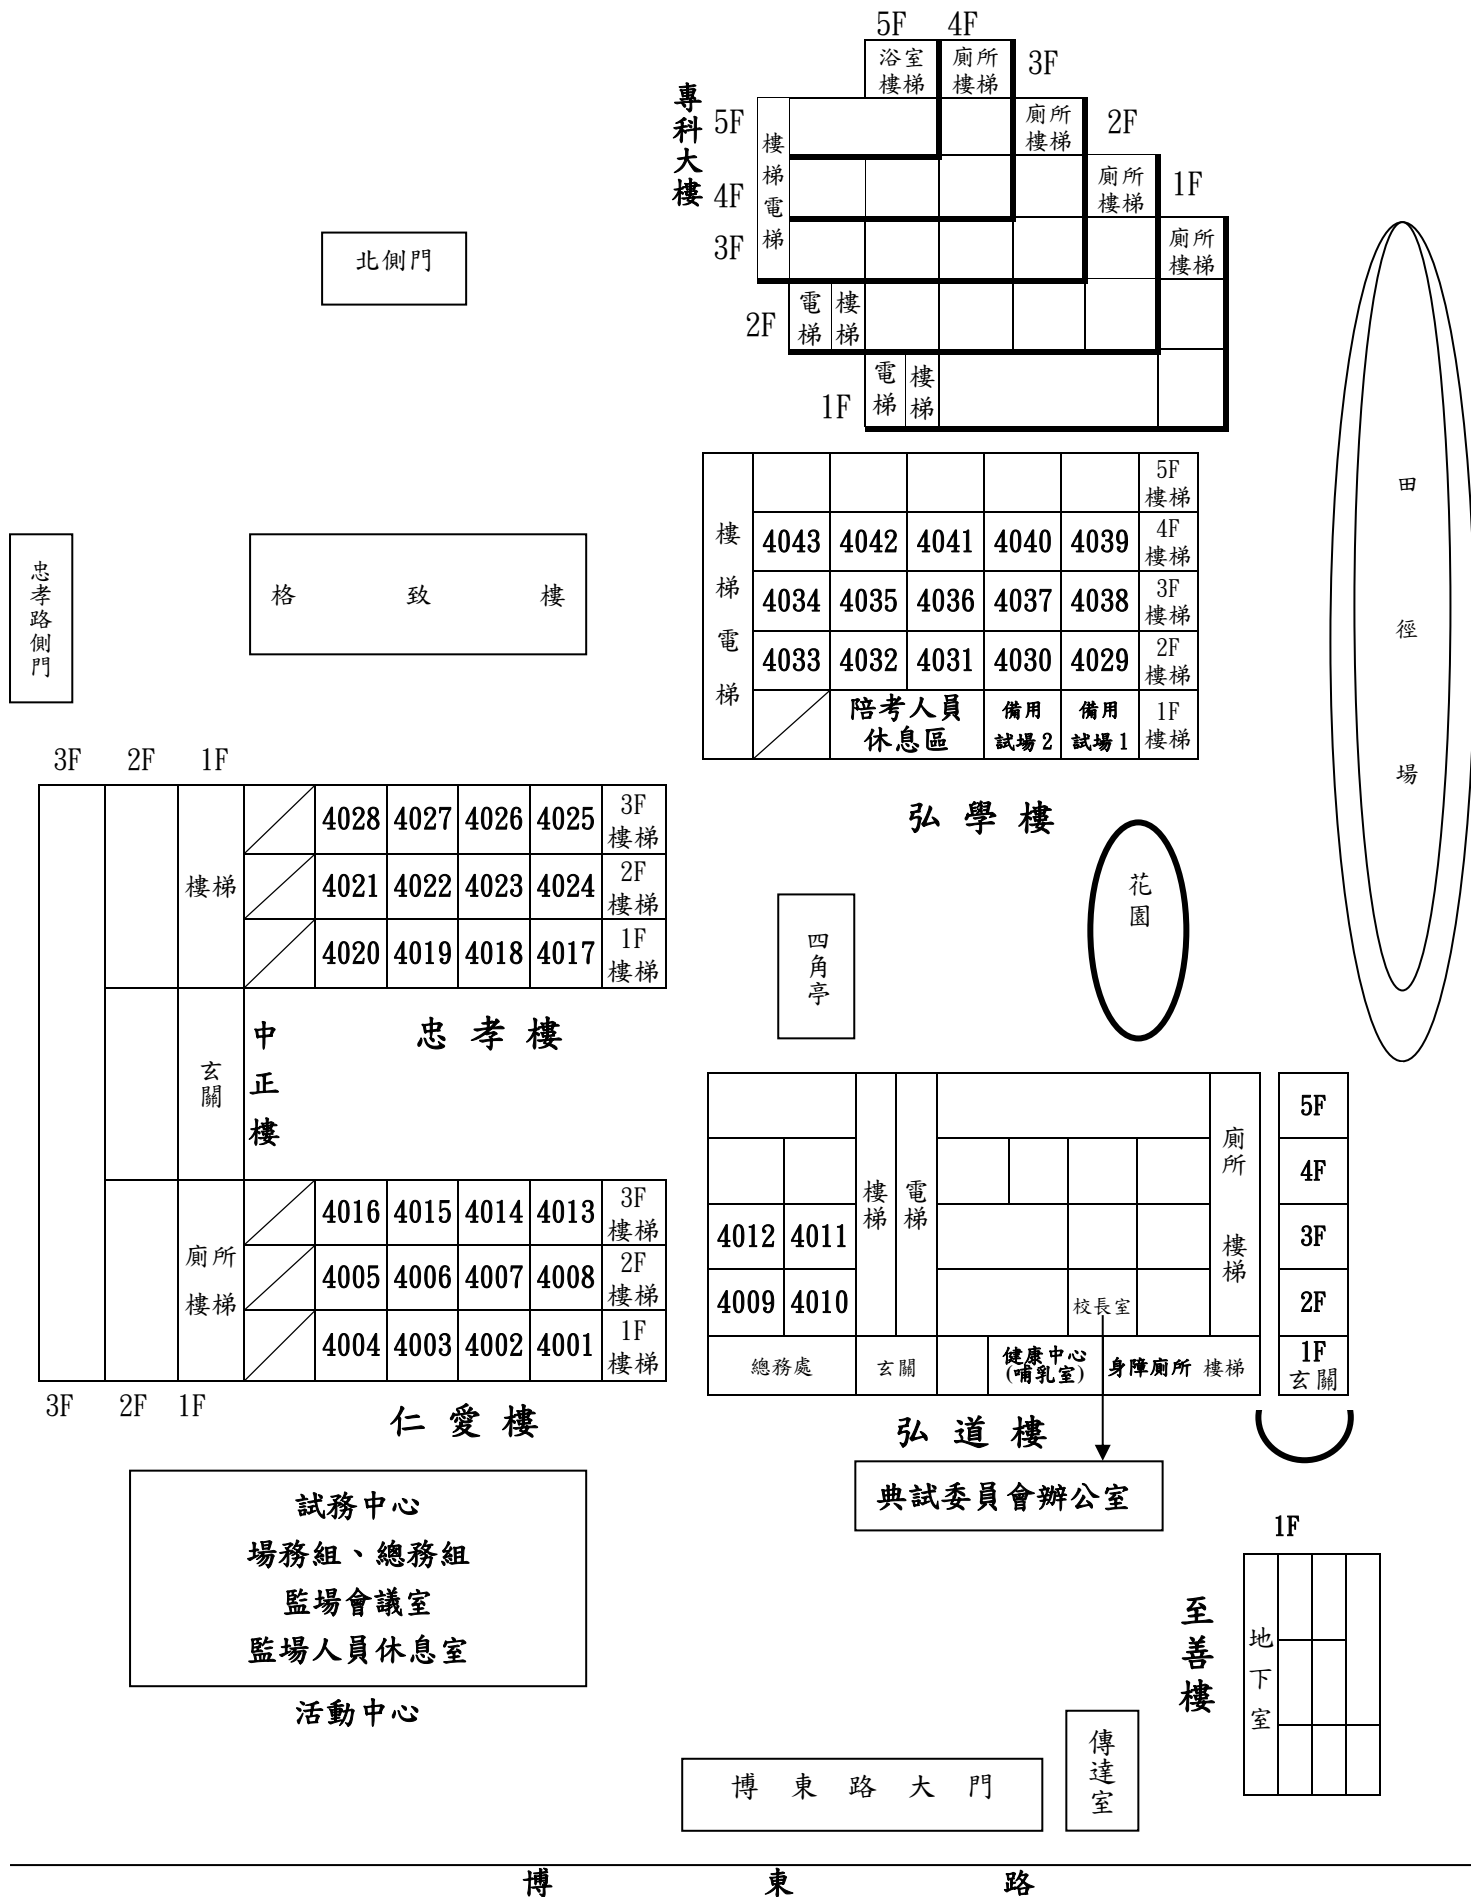 5F 4F
浴室 廁所 3F
樓梯 樓梯
專科大樓
5F 廁所 2F
樓梯
樓梯電梯
4F 廁所 1F
樓梯
3F 廁所
樓梯
北側門
2F 電梯 樓梯
1F 電梯 樓梯
田徑場
樓梯電梯
5F
樓梯
4043 4042 4041 4040 4039 4F
樓梯
4034 4035 4036 4037 4038 3F
樓梯
4033 4032 4031 4030 4029 2F
樓梯
陪考人員 備用 備用 1F
休息區 試場2 試場1 樓梯
弘學樓
忠孝路側門
格致樓
3F 2F 1F
樓梯
4028 4027 4026 4025 3F
樓梯
4021 4022 4023 4024 2F
樓梯
4020 4019 4018 4017 1F
樓梯
忠孝樓
中正樓
玄關
四角亭
花園
廁所
樓梯
4016 4015 4014 4013 3F
樓梯
4005 4006 4007 4008 2F
樓梯
4004 4003 4002 4001 1F
樓梯
3F 2F 1F
仁愛樓
樓梯 電梯
廁所
樓梯
5F
4F
4012 4011 3F
4009 4010 校長室 2F
總務處 玄關 健康中心 身障廁所 樓梯 1F
(哺乳室) 玄關
弘道樓
典試委員會辦公室
試務中心
場務組、總務組
監場會議室
監場人員休息室
活動中心
1F
至善樓
地下室
傳達室
博東路大門
博東路